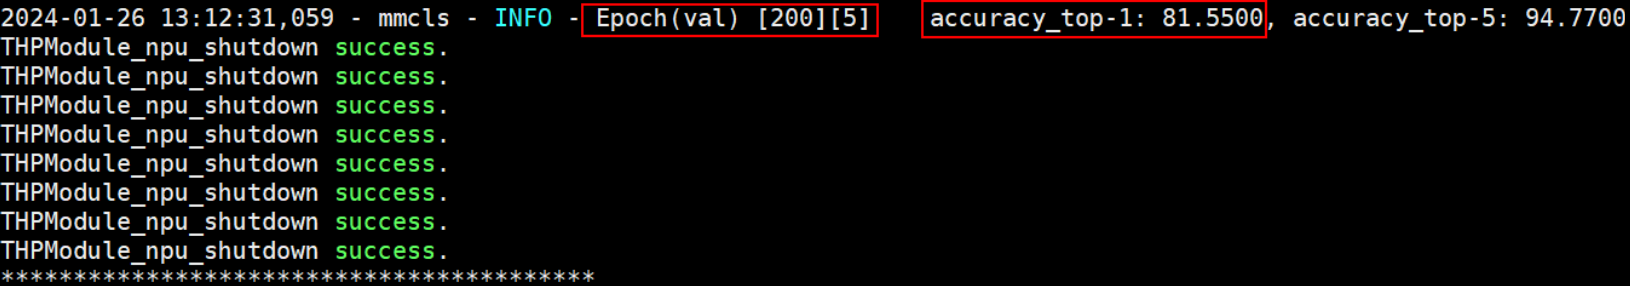 2024-01-26 13:12:31,059 - mmcls - INFO - Epoch(val) [200][5] accuracy_top-1: 81.5500, accuracy_top-5: 94.7700
THPModule_npu_shutdown success.
THPModule_npu_shutdown success.
THPModule_npu_shutdown success.
THPModule_npu_shutdown success.
THPModule_npu_shutdown success.
THPModule_npu_shutdown success.
THPModule_npu_shutdown success.
THPModule_npu_shutdown success.
*****************************************